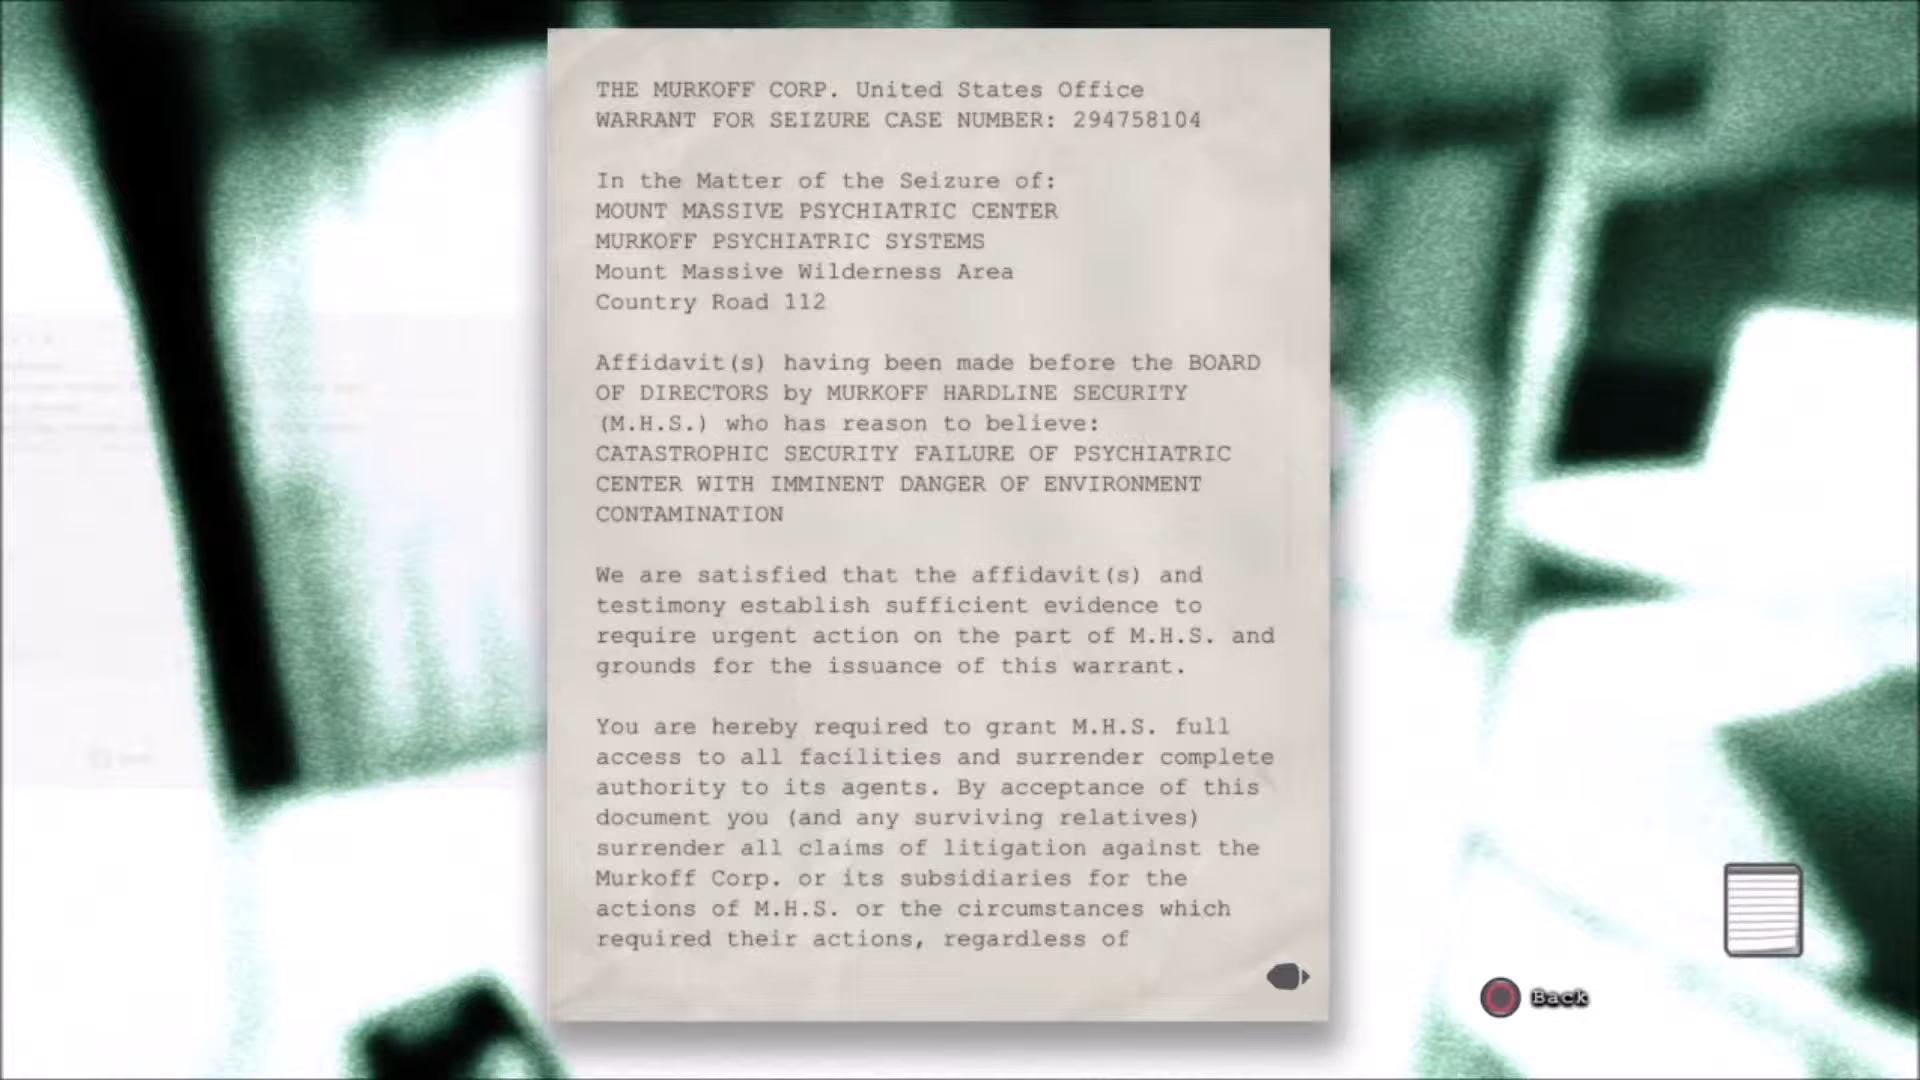 THE MURKOFF CORP. United States Office
WARRANT FOR SEIZURE CASE NUMBER: 294758104
In the Matter of the Seizure of:
MOUNT MASSIVE PSYCHIATRIC CENTER
MURKOFF PSYCHIATRIC SYSTEMS
Mount Massive Wilderness Area
Country Road 112
Affidavit(s) having been made before the BOARD
OF DIRECTORS by MURKOFF HARDLINE SECURITY
(M.H.S.) who has reason to believe:
CATASTROPHIC SECURITY FAILURE OF PSYCHIATRIC
CENTER WITH IMMINENT DANGER OF ENVIRONMENT
CONTAMINATION
We are satisfied that the affidavit(s) and
testimony establish sufficient evidence to
require urgent action on the part of M.H.S. and
grounds for the issuance of this warrant.
You are hereby required to grant M.H.S. full
access to all facilities and surrender complete
authority to its agents. By acceptance of this
document you (and any surviving relatives)
surrender all claims of litigation against the
Murkoff Corp. or its subsidiaries for the
actions of M.H.S. or the circumstances which
required their actions, regardless of
Back